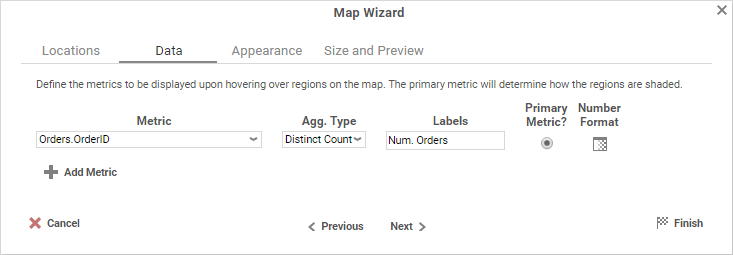 Map Wizard
Locations Data Appearance Size and Preview
Define the metrics to be displayed upon hovering over regions on the map. The primary metric will determine how the regions are shaded.
Metric Agg. Type Labels Primary Metric? Number Format
Orders.OrderID Distinct Count Num. Orders
Add Metric
Cancel Previous Next Finish